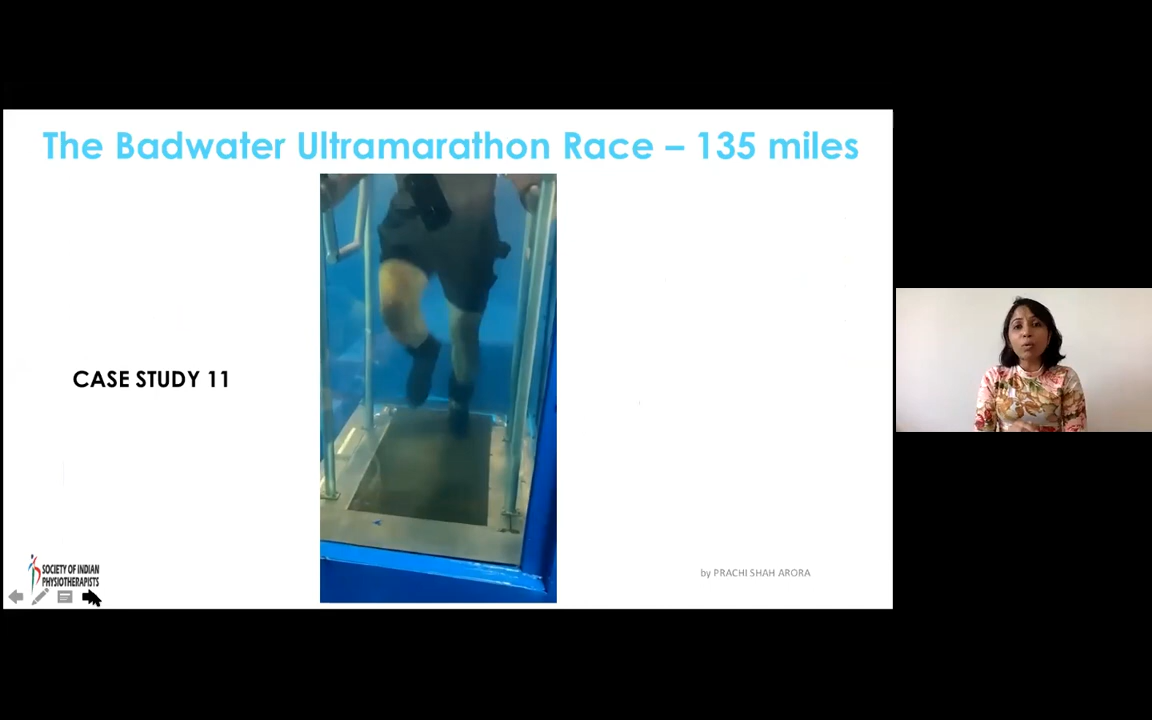 The Badwater Ultramarathon Race – 135 miles
CASE STUDY 11
SOCIETY OF INDIAN
PHYSIOTHERAPISTS
by PRACHI SHAH ARORA